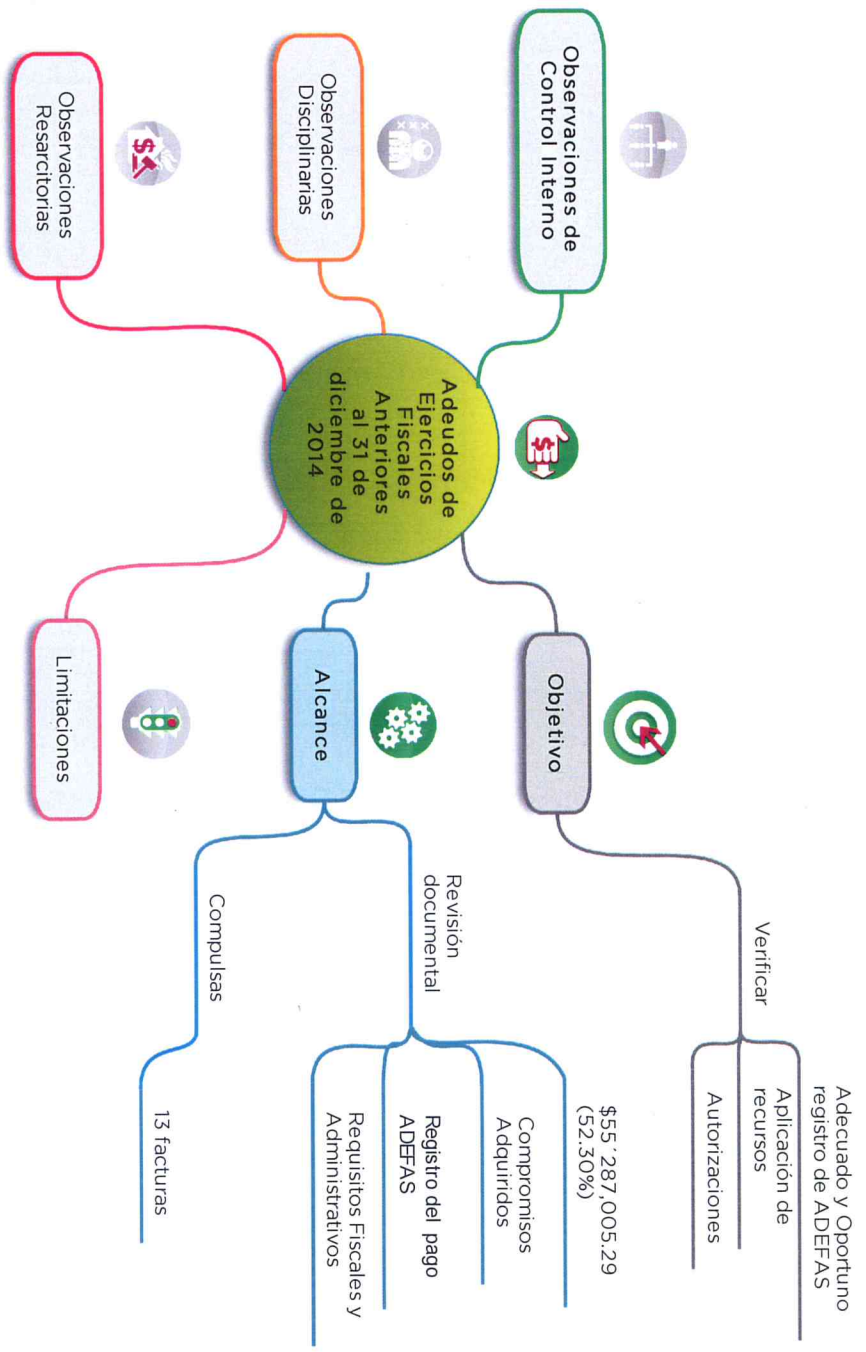 Adeudos de
Ejercicios
Fiscales
Anteriores
al 31 de
diciembre de
2014
Observaciones de
Control Interno
Observaciones
Disciplinarias
Observaciones
Resarcitorias
Objetivo
Verificar
Adecuado y Oportuno
registro de ADEFAS
Aplicación de
recursos
Autorizaciones
Alcance
Revisión
documental
$55´287,005.29
(52.30%)
Compromisos
Adquiridos
Registro del pago
ADEFAS
Requisitos Fiscales y
Administrativos
Compulsas
13 facturas
Limitaciones